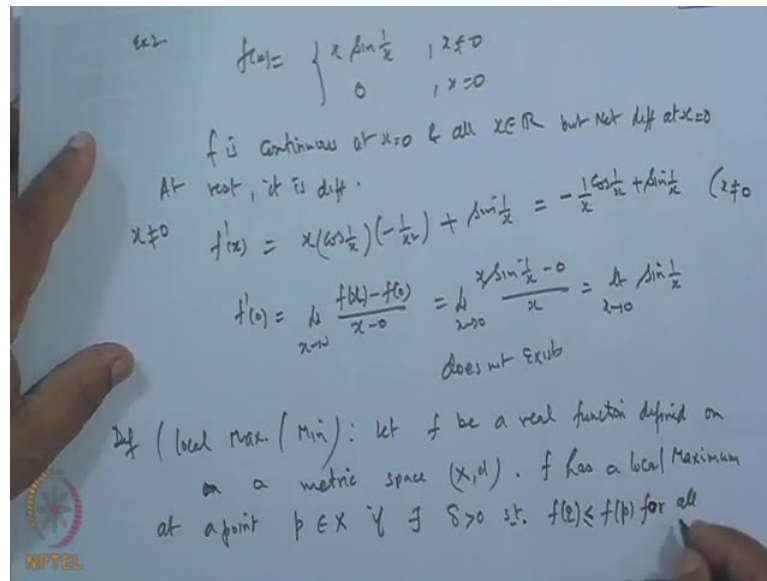 Ex 2. f(x) = { x sin 1/x , x ≠ 0
0 , x = 0
f is continuous at x=0 & all x ∈ ℝ but Not diff at x=0
At rest, it is diff.
x ≠ 0 f'(x) = x(cos 1/x)(-1/x²) + sin 1/x = -1/x cos 1/x + sin 1/x (x ≠ 0
f'(0) = lt x→0 f(x)-f(0) / x-0 = lt x→0 x sin 1/x - 0 / x = lt x→0 sin 1/x
does not exist
Def (local Max. / Min): let f be a real function defined on
a metric space (X,d). f has a local Maximum
at a point p ∈ X if ∃ δ>0 st. f(q) ≤ f(p) for all
NPTEL